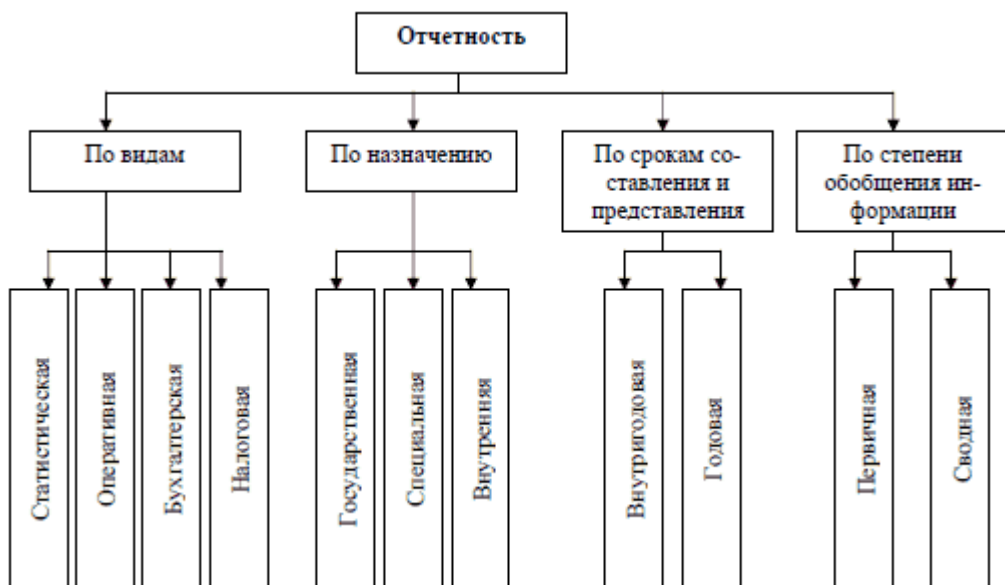 Отчетность
По видам
По назначению
По срокам со-
ставления и
представления
По степени
обобщения ин-
формации
Статистическая
Оперативная
Бухгалтерская
Налоговая
Государственная
Специальная
Внутренняя
Внутригодовая
Годовая
Первичная
Сводная